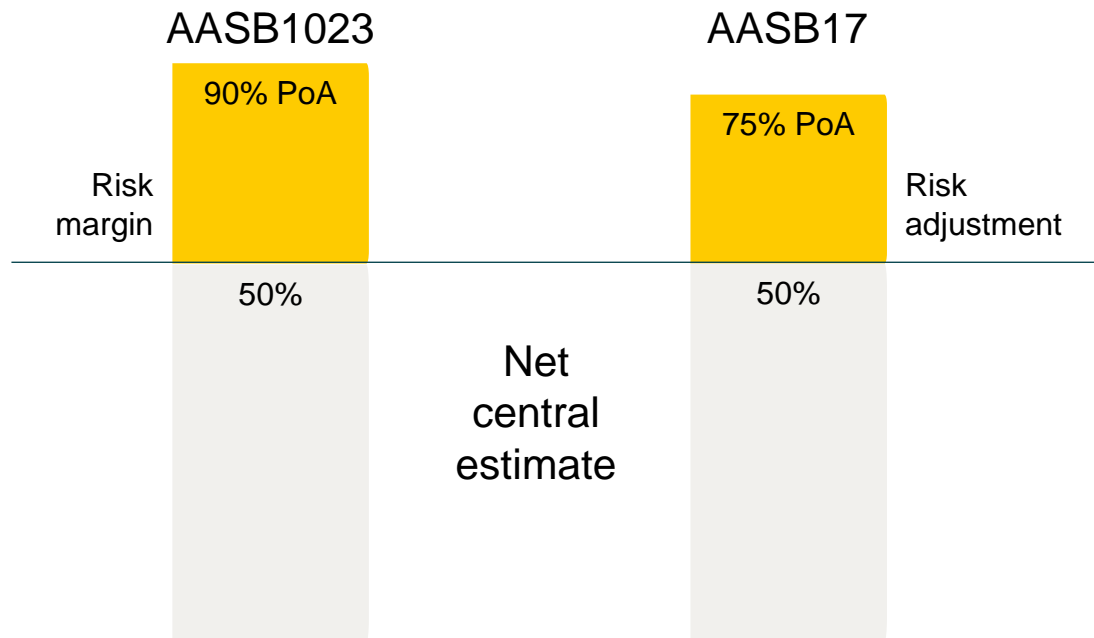 AASB1023
AASB17
90% PoA
75% PoA
Risk
margin
Risk
adjustment
50%
50%
Net
central
estimate